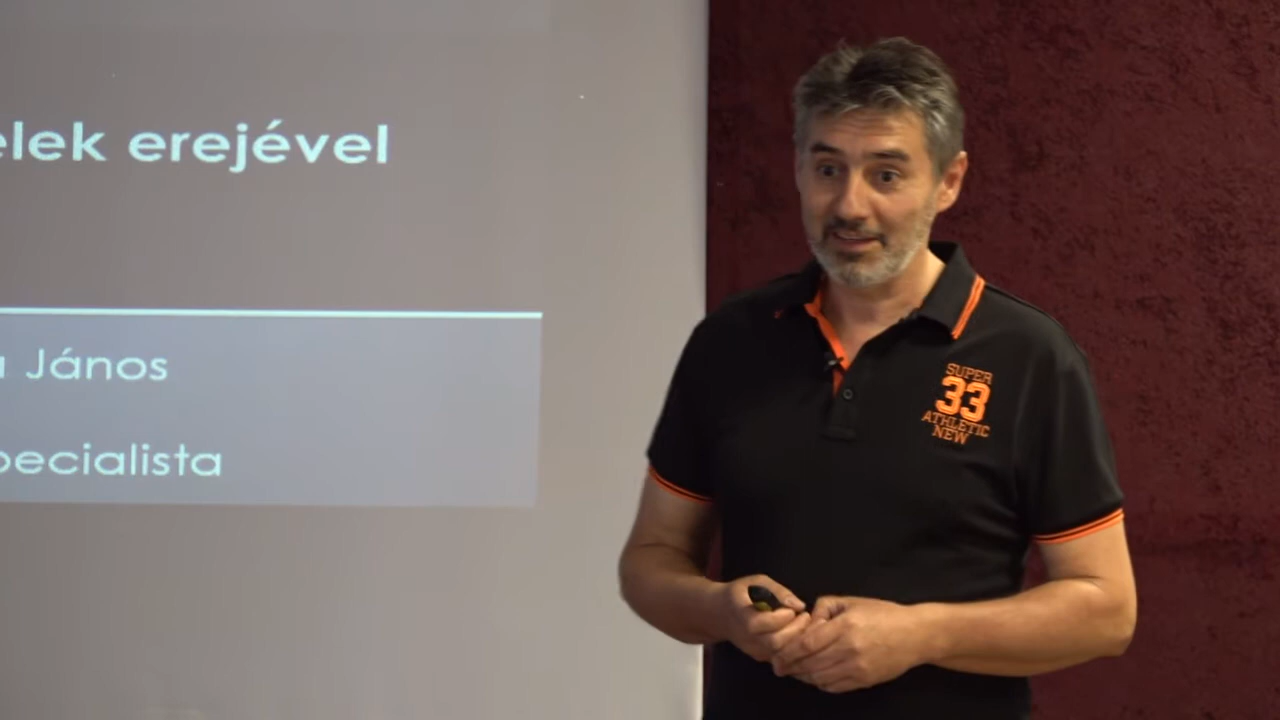 elek erejével
János
pecialista
SUPER
33
ATHLETIC
NEW